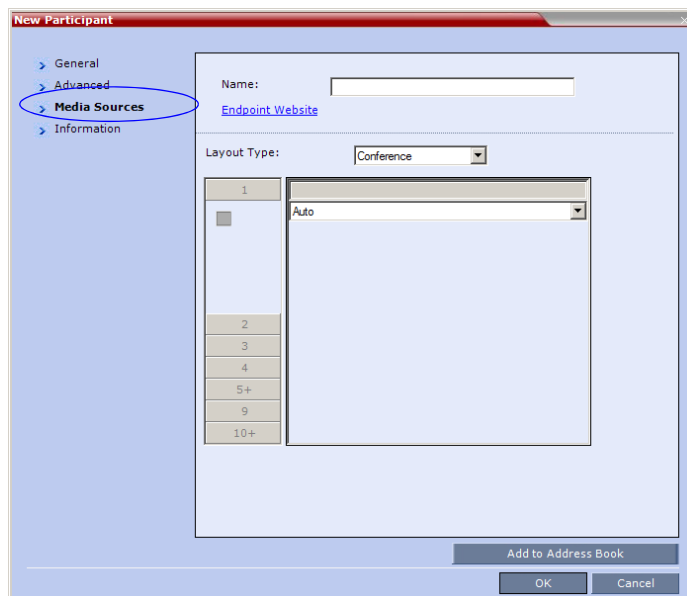 New Participant
General
Advanced
Media Sources
Information
Name:
Endpoint Website
Layout Type:
Conference
1
Auto
2
3
4
5+
9
10+
Add to Address Book
OK
Cancel